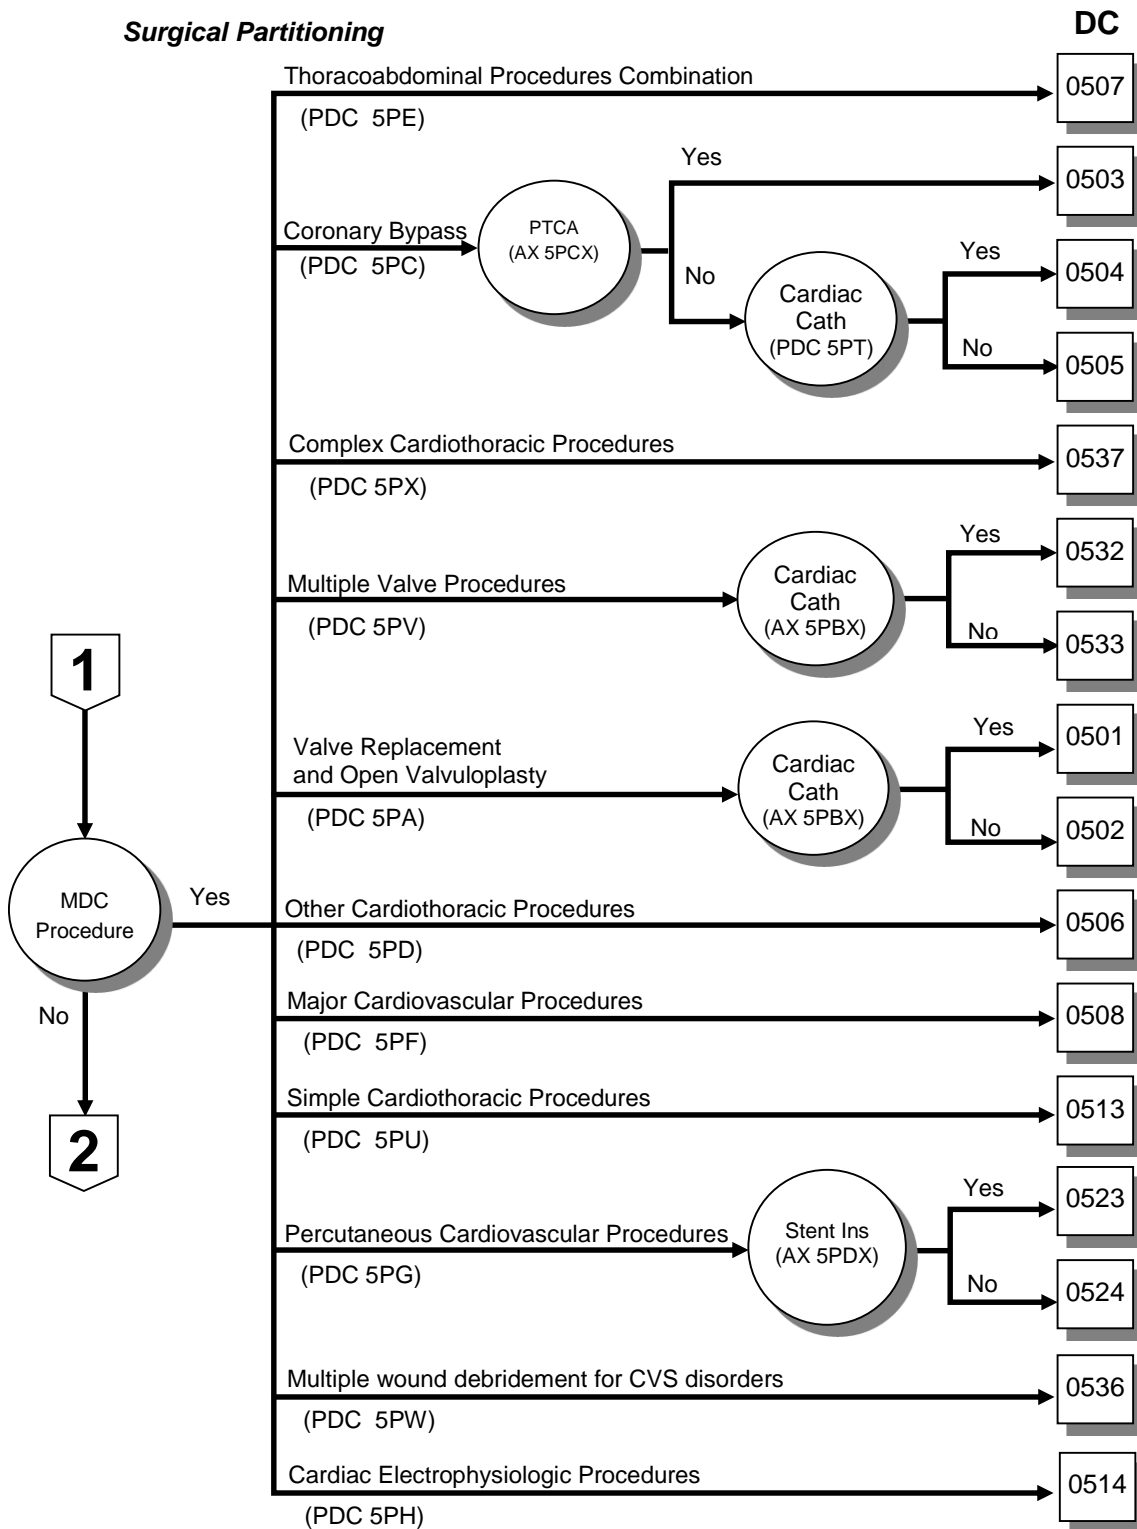 Surgical Partitioning
DC
Thoracoabdominal Procedures Combination
(PDC 5PE)
0507
Yes
0503
Coronary Bypass
(PDC 5PC)
PTCA
(AX 5PCX)
No
Cardiac
Cath
(PDC 5PT)
Yes
0504
No
0505
Complex Cardiothoracic Procedures
(PDC 5PX)
0537
Multiple Valve Procedures
(PDC 5PV)
Cardiac
Cath
(AX 5PBX)
Yes
0532
No
0533
1
Valve Replacement
and Open Valvuloplasty
(PDC 5PA)
Cardiac
Cath
(AX 5PBX)
Yes
0501
No
0502
MDC
Procedure
Yes
Other Cardiothoracic Procedures
(PDC 5PD)
0506
No
Major Cardiovascular Procedures
(PDC 5PF)
0508
2
Simple Cardiothoracic Procedures
(PDC 5PU)
0513
Percutaneous Cardiovascular Procedures
(PDC 5PG)
Stent Ins
(AX 5PDX)
Yes
0523
No
0524
Multiple wound debridement for CVS disorders
(PDC 5PW)
0536
Cardiac Electrophysiologic Procedures
(PDC 5PH)
0514